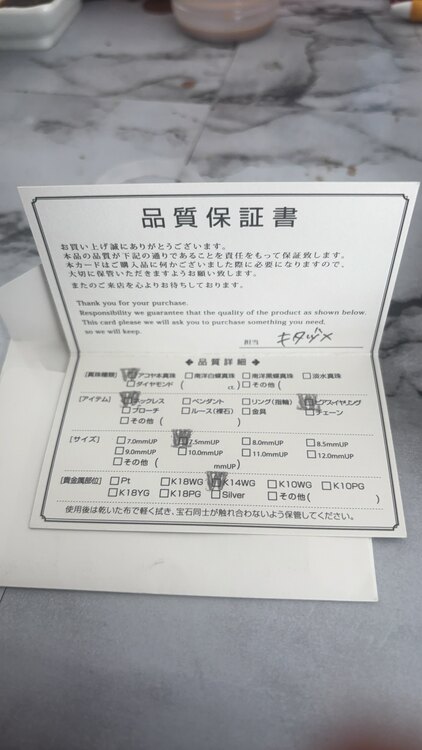 品質保証書
お買い上げ誠にありがとうございます。
本品の品質が下記の通りであることを責任をもって保証致します。
本カードはご購入品に何かございました際に必要になりますので、
大切に保管いただきますようお願い致します。
またのご来店を心よりお待ちしております。
Thank you for your purchase.
Responsibility we guarantee that the quality of the product as shown below.
This card please we will ask you to purchase something you need,
so we will keep.
担当
◆ 品質詳細 ◆
[真珠種類] アコヤ本真珠 □南洋白蝶真珠 □南洋黒蝶真珠 □淡水真珠
□ダイヤモンド ( ct.) □その他 ( )
[アイテム] ネックレス □ペンダント □リング(指輪)
□ブローチ □ルース(裸石) □金具 □チェーン
□その他 ( )
[サイズ] □7.0mmUP 7.5mmUP □8.0mmUP □8.5mmUP
□9.0mmUP □10.0mmUP □11.0mmUP □12.0mmUP
□その他 ( mmUP)
[貴金属部位] □Pt □K18WG K14WG □K10WG □K10PG
□K18YG □K18PG □Silver □その他 ( )
使用後は乾いた布で軽く拭き、宝石同士が触れ合わないよう保管してください。